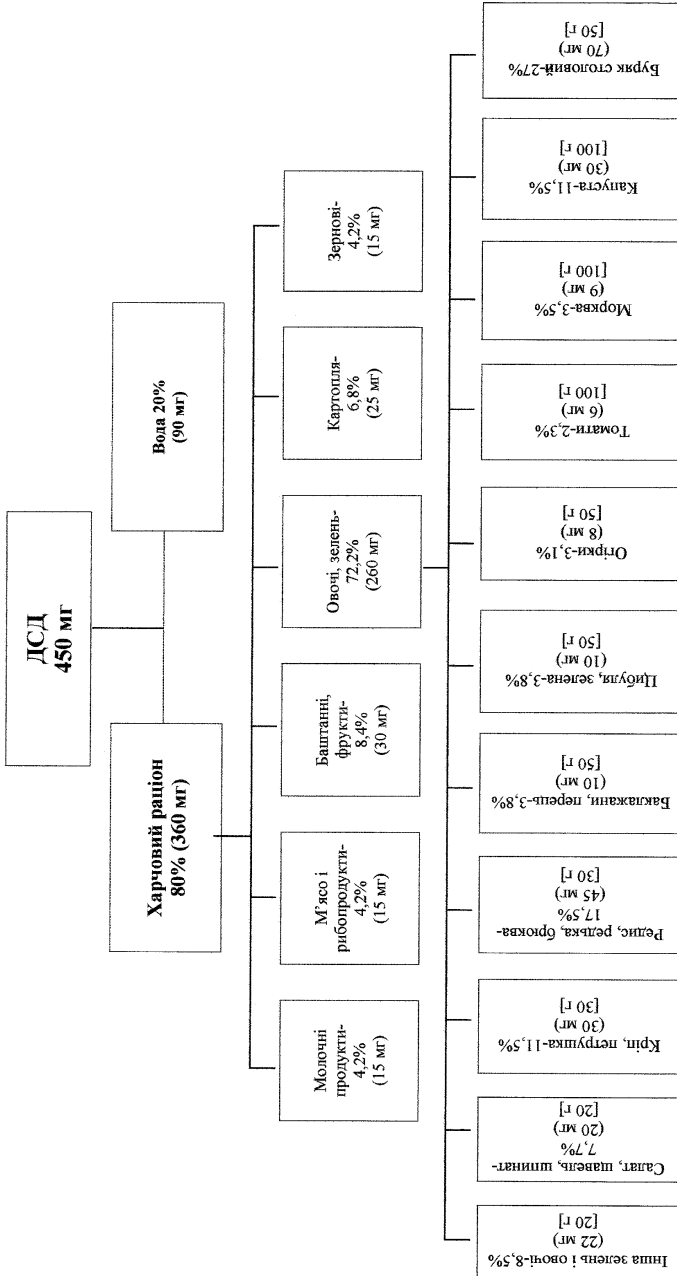 ДСД
450 мг
Харчовий раціон
80% (360 мг)
Вода 20%
(90 мг)
Молочні
продукти-
4,2%
(15 мг)
М’ясо і
рибопродукти-
4,2%
(15 мг)
Баштанні,
фрукти-
8,4%
(30 мг)
Овочі, зелень-
72,2%
(260 мг)
Картопля-
6,8%
(25 мг)
Зернові-
4,2%
(15 мг)
Інша зелень і овочі-8,5%
(22 мг)
[20 г]
Салат, щавель, шпинат-
7,7%
(20 мг)
[20 г]
Кріп, петрушка-11,5%
(30 мг)
[30 г]
Редис, редька, брюква-
17,5%
(45 мг)
[30 г]
Баклажани, перець-3,8%
(10 мг)
[50 г]
Цибуля, зелена-3,8%
(10 мг)
[50 г]
Огірки-3,1%
(8 мг)
[50 г]
Томати-2,3%
(6 мг)
[100 г]
Морква-3,5%
(9 мг)
[100 г]
Капуста-11,5%
(30 мг)
[100 г]
Буряк столовий-27%
(70 мг)
[50 г]